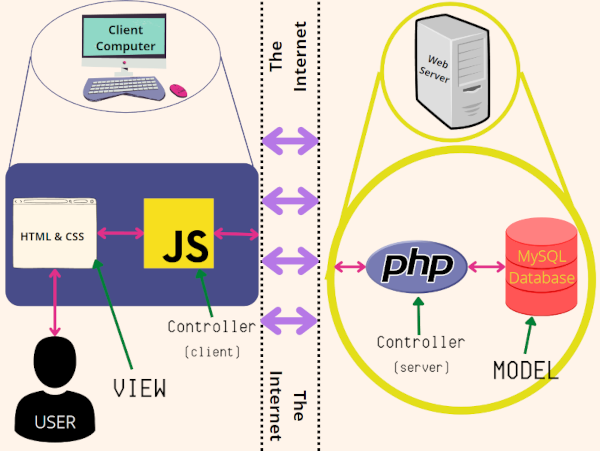 Client
Computer
The
Internet
Web
Server
HTML & CSS
JS
php
MySQL
Database
Controller
(client)
Controller
(server)
VIEW
MODEL
USER
The
Internet